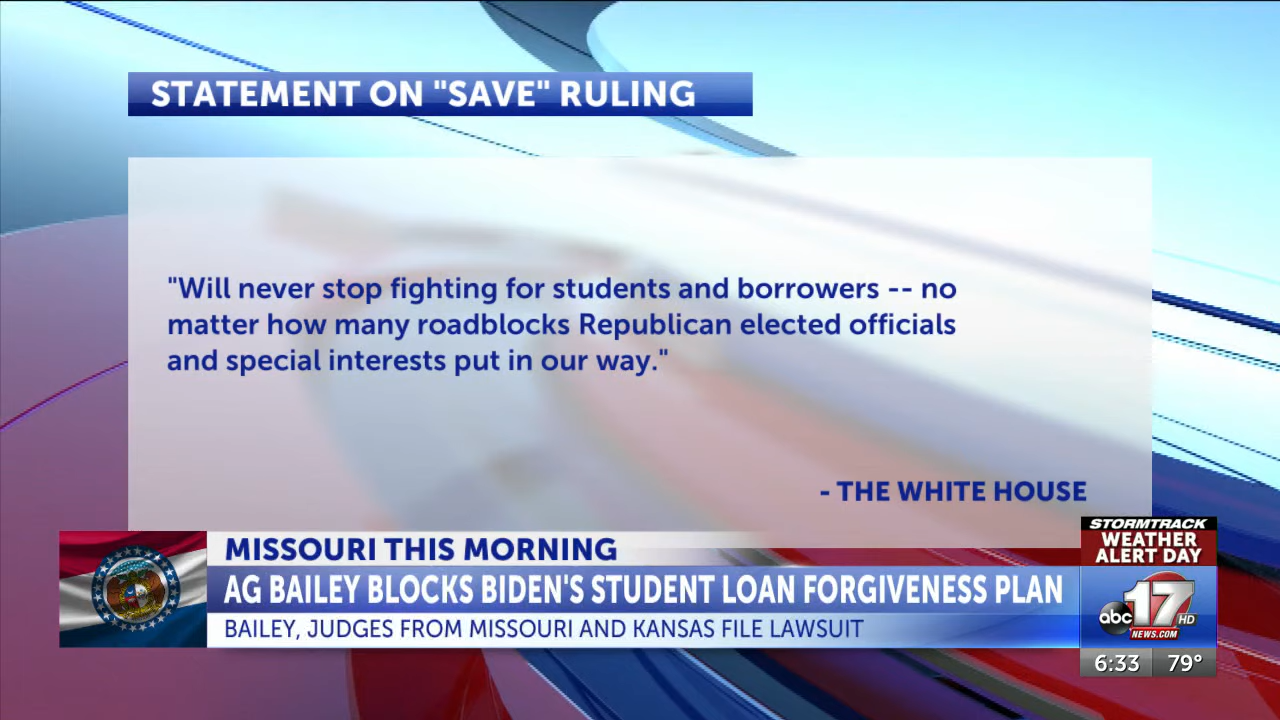 STATEMENT ON "SAVE" RULING
"Will never stop fighting for students and borrowers -- no
matter how many roadblocks Republican elected officials
and special interests put in our way."
- THE WHITE HOUSE
MISSOURI THIS MORNING
AG BAILEY BLOCKS BIDEN'S STUDENT LOAN FORGIVENESS PLAN
BAILEY, JUDGES FROM MISSOURI AND KANSAS FILE LAWSUIT
STORMTRACK
WEATHER
ALERT DAY
abc 17 HD
NEWS.COM
6:33 79°